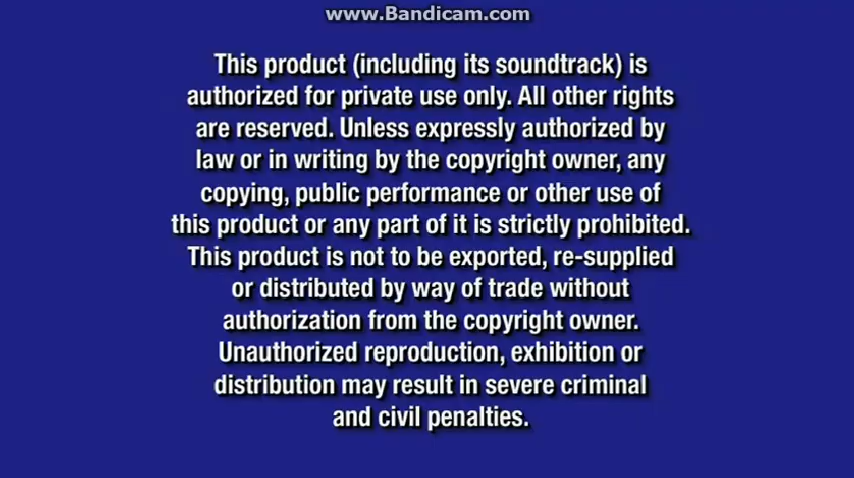 www.Bandicam.com
This product (including its soundtrack) is
authorized for private use only. All other rights
are reserved. Unless expressly authorized by
law or in writing by the copyright owner, any
copying, public performance or other use of
this product or any part of it is strictly prohibited.
This product is not to be exported, re-supplied
or distributed by way of trade without
authorization from the copyright owner.
Unauthorized reproduction, exhibition or
distribution may result in severe criminal
and civil penalties.